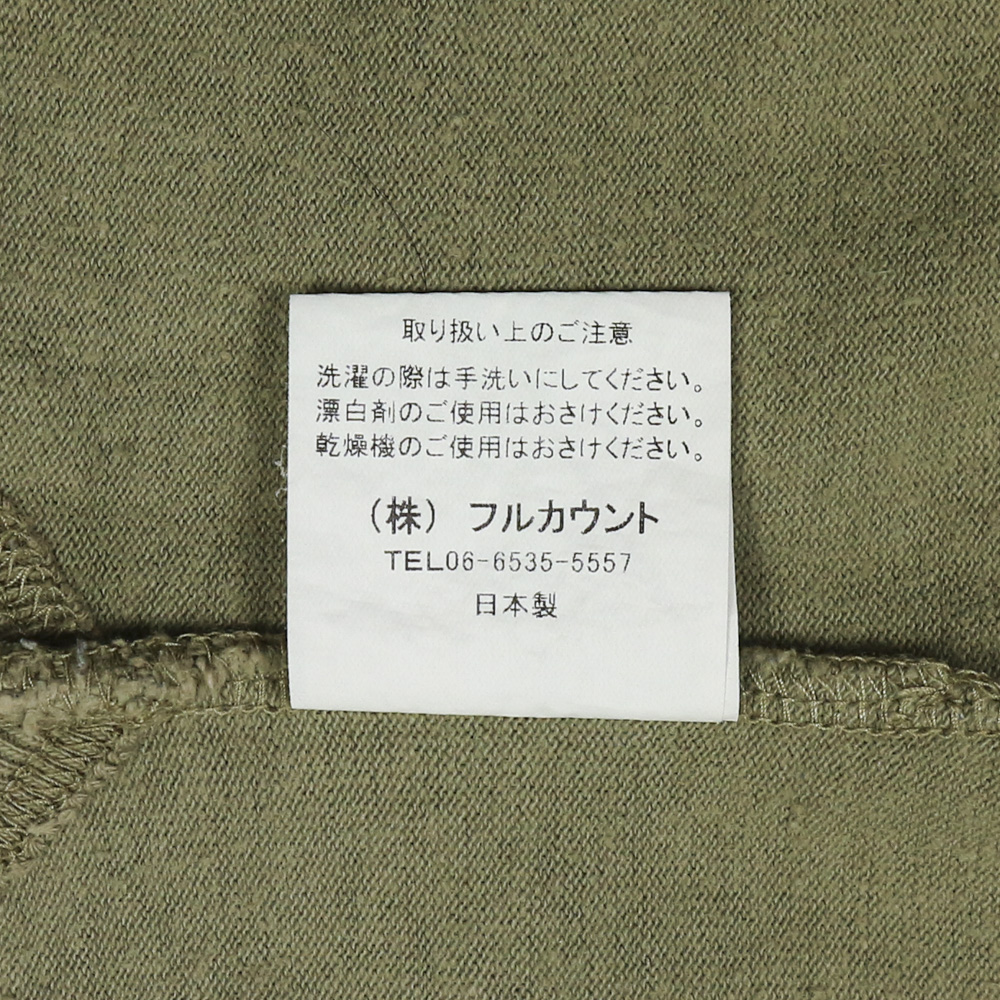 取り扱い上のご注意
洗濯の際は手洗いにしてください。
漂白剤のご使用はおさけください。
乾燥機のご使用はおさけください。
（株）フルカウント
TEL06-6535-5557
日本製